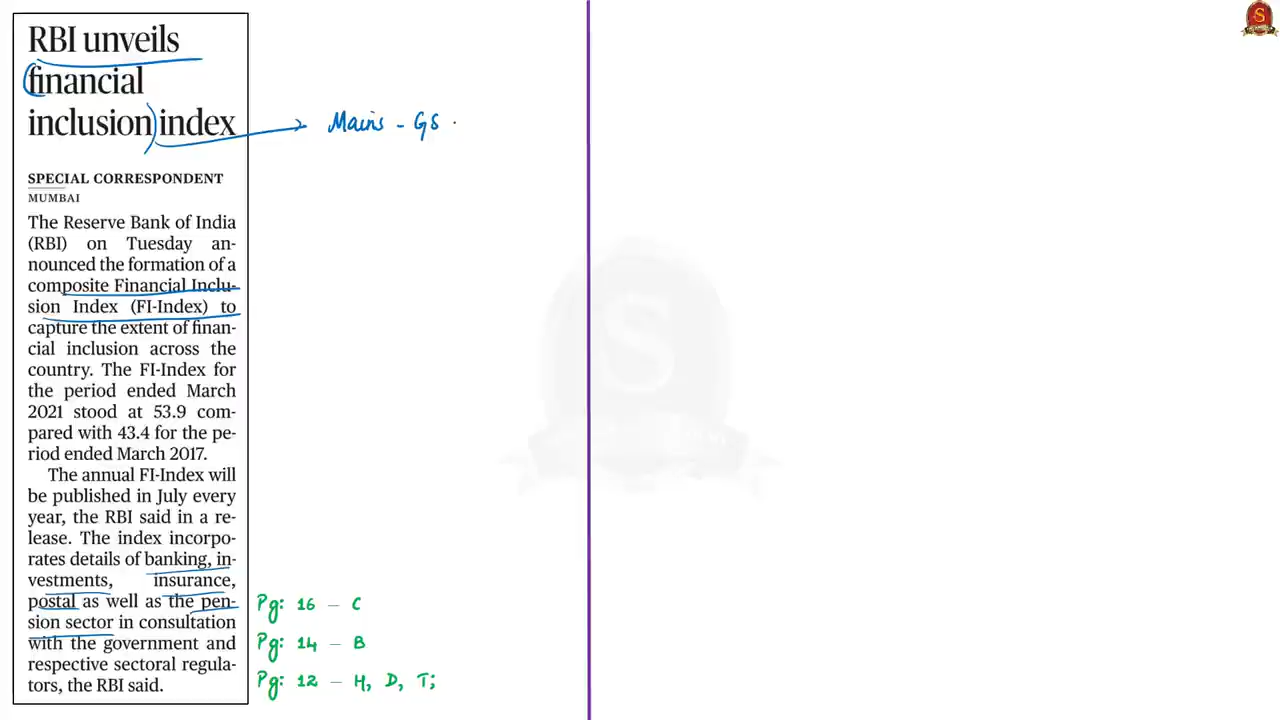 RBI unveils
financial
inclusion index
SPECIAL CORRESPONDENT
MUMBAI
The Reserve Bank of India
(RBI) on Tuesday an-
nounced the formation of a
composite Financial Inclu-
sion Index (FI-Index) to
capture the extent of finan-
cial inclusion across the
country. The FI-Index for
the period ended March
2021 stood at 53.9 com-
pared with 43.4 for the pe-
riod ended March 2017.
The annual FI-Index will
be published in July every
year, the RBI said in a re-
lease. The index incorpo-
rates details of banking, in-
vestments, insurance,
postal as well as the pen-
sion sector in consultation
with the government and
respective sectoral regula-
tors, the RBI said.
Mains - GS
Pg: 16 - C
Pg: 14 - B
Pg: 12 - H, D, T;
S